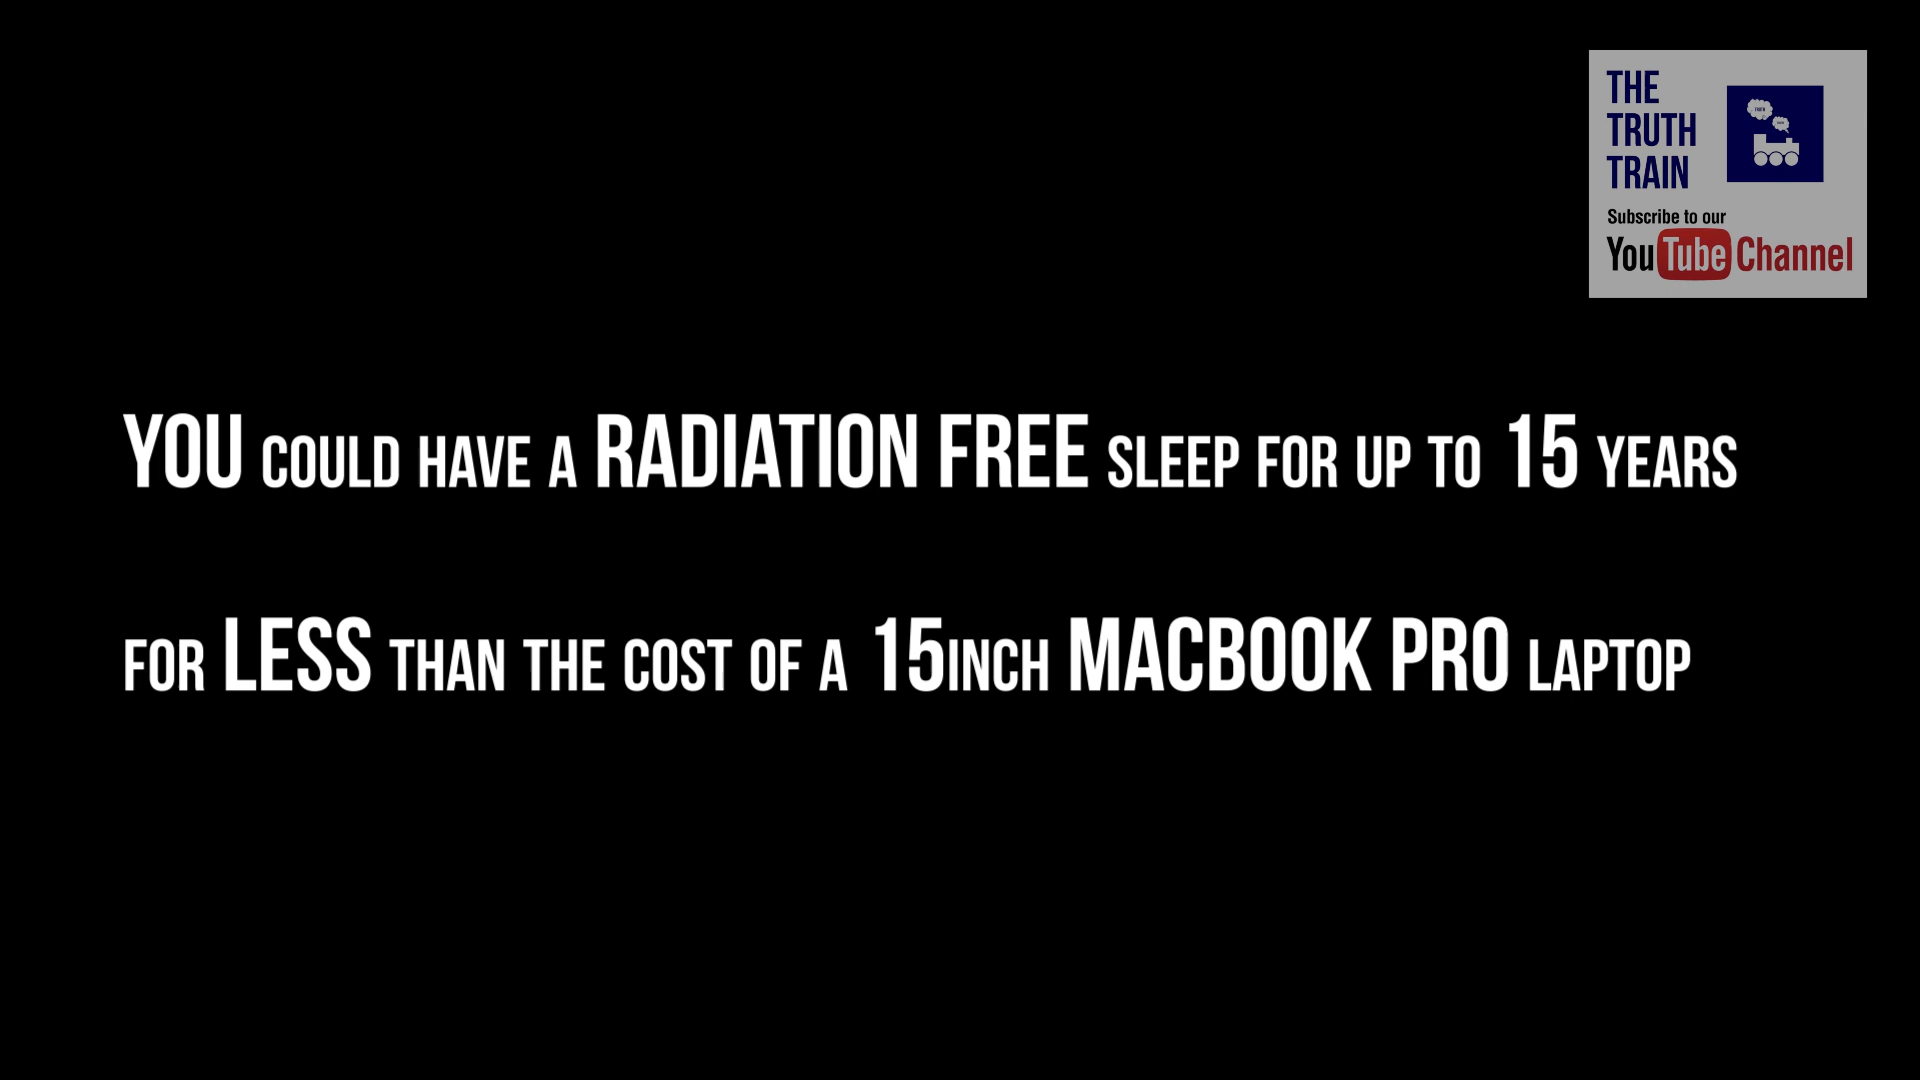 THE
TRUTH
TRAIN
Subscribe to our
YouTube Channel
YOU COULD HAVE A RADIATION FREE SLEEP FOR UP TO 15 YEARS
FOR LESS THAN THE COST OF A 15INCH MACBOOK PRO LAPTOP